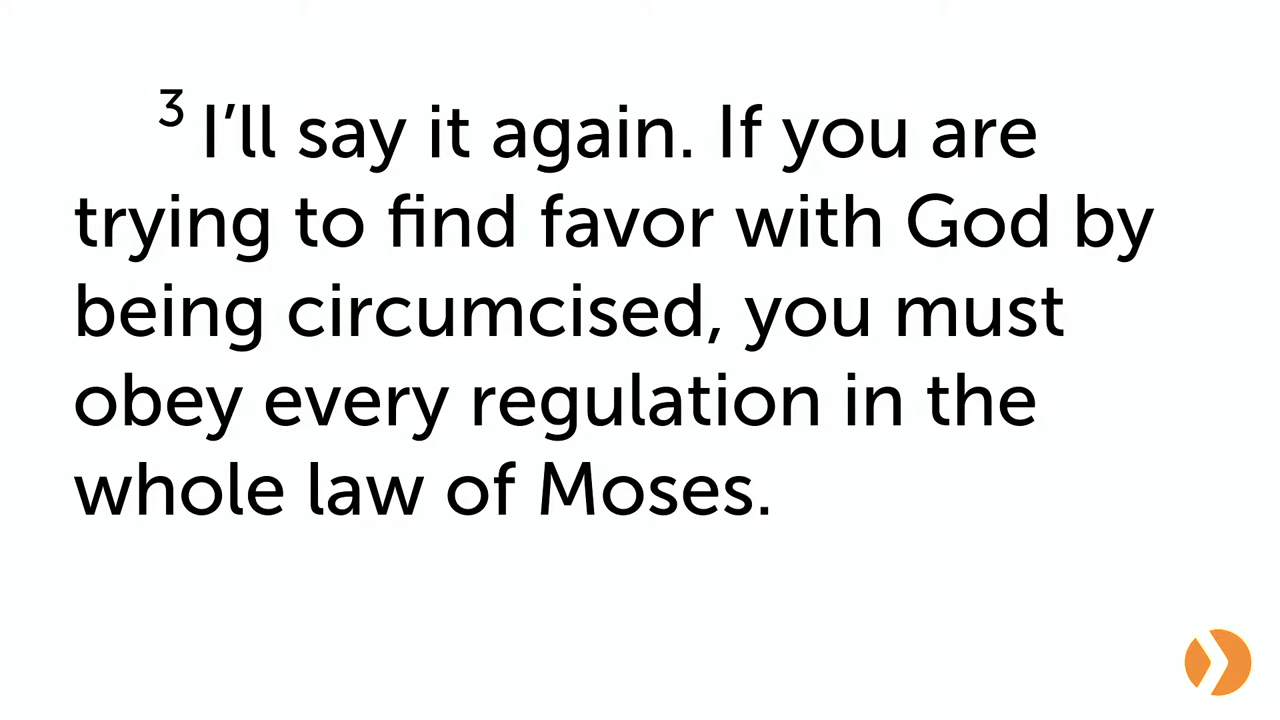 3 I’ll say it again. If you are
trying to find favor with God by
being circumcised, you must
obey every regulation in the
whole law of Moses.